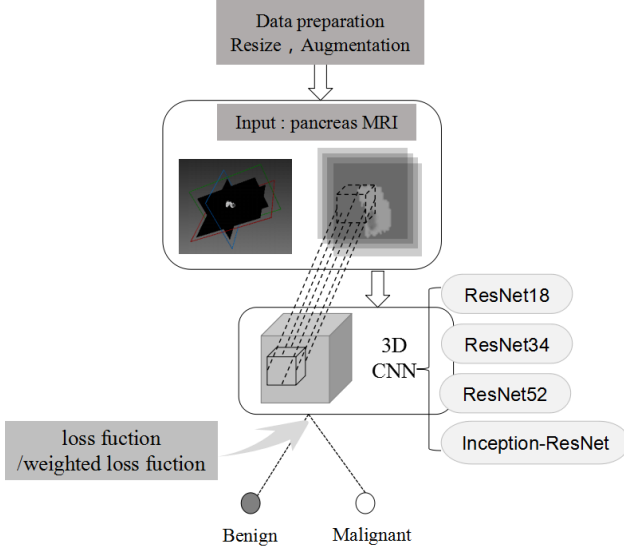 Data preparation
Resize , Augmentation
Input : pancreas MRI
3D
CNN
ResNet18
ResNet34
ResNet52
Inception-ResNet
loss fuction
/weighted loss fuction
Benign
Malignant